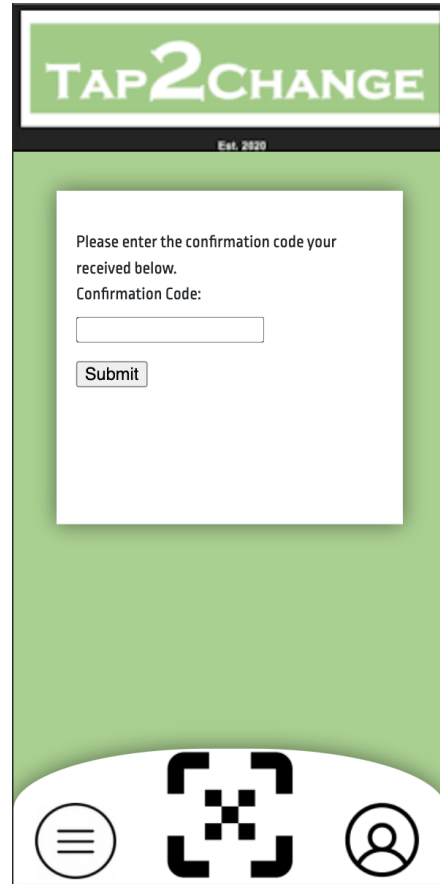 TAP2CHANGE
Est. 2020
Please enter the confirmation code your
received below.
Confirmation Code:
Submit